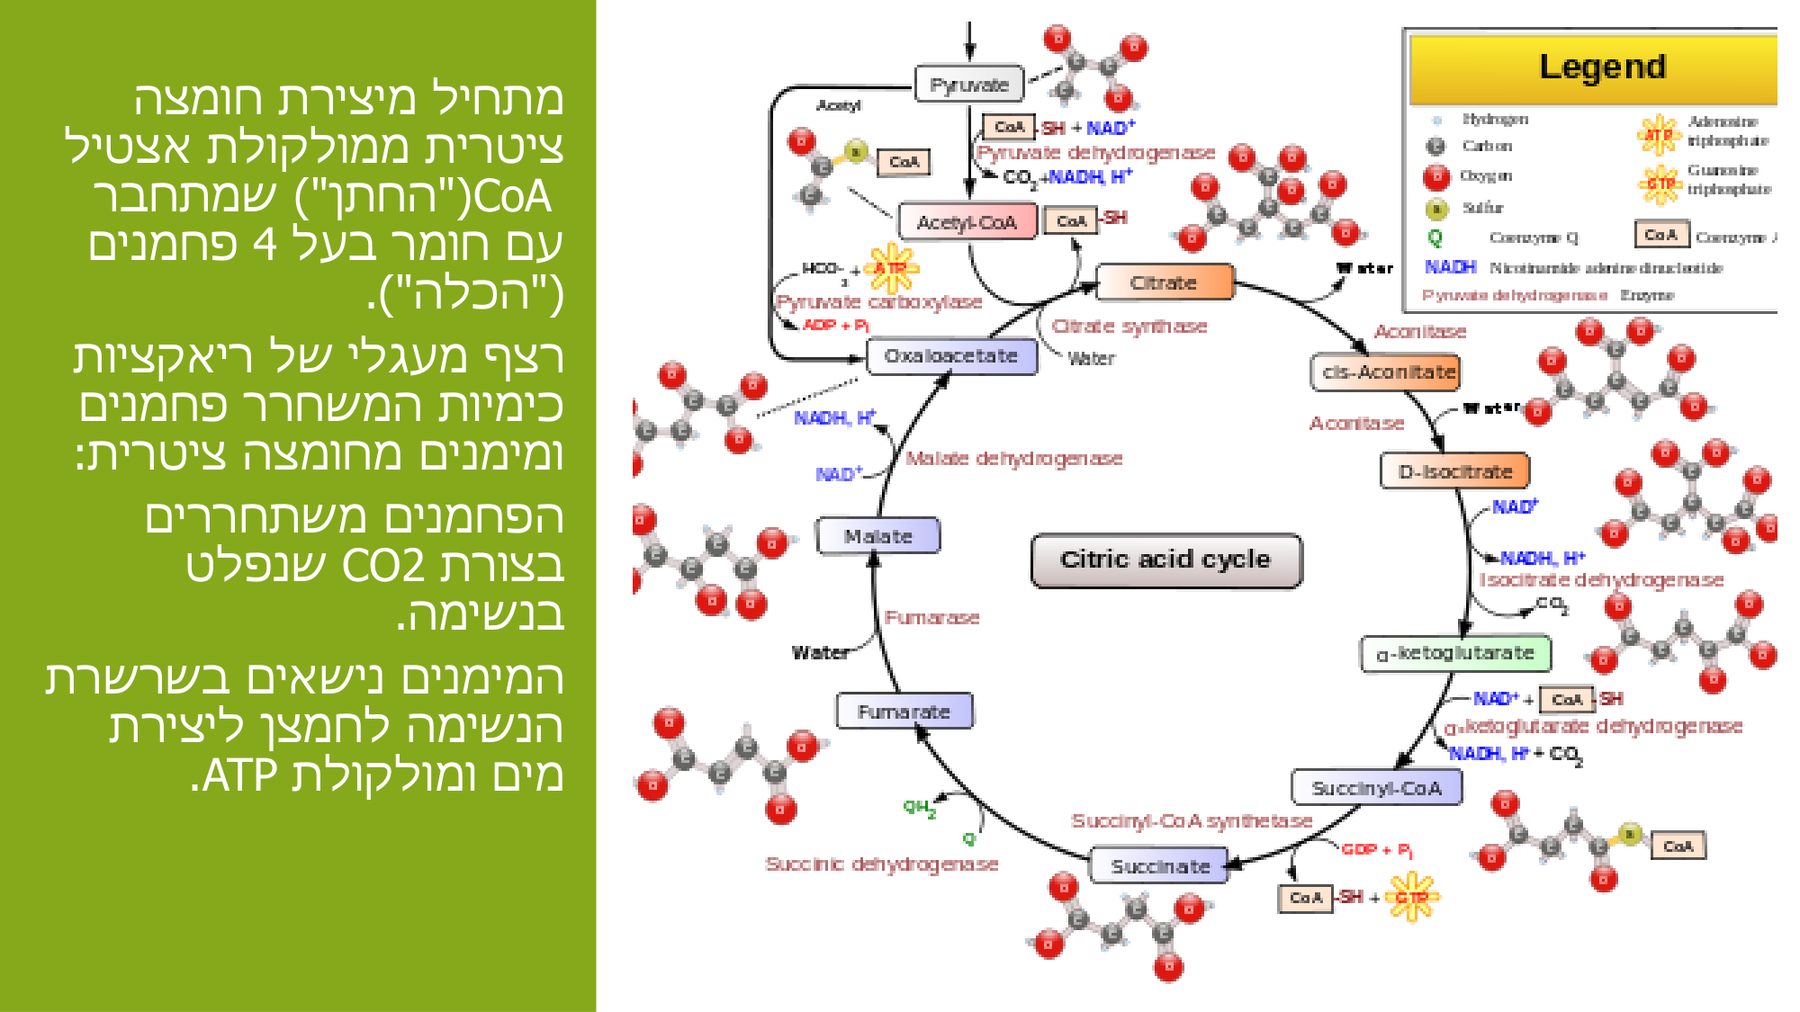 מתחיל מיצירת חומצה
ציטרית ממולקולת אצטיל
CoA("החתן") שמתחבר
עם חומר בעל 4 פחמנים
("הכלה").
רצף מעגלי של ריאקציות
כימיות המשחרר פחמנים
ומימנים מחומצה ציטרית:
הפחמנים משתחררים
בצורת CO2 שנפלט
בנשימה.
המימנים נישאים בשרשרת
הנשימה לחמצן ליצירת
מים ומולקולת ATP.
Pyruvate
Acetyl
CoA-SH + NAD+
Pyruvate dehydrogenase
CO2+NADH, H+
S
CoA
Acetyl-CoA
CoA-SH
HCO3- + ATP
Pyruvate carboxylase
ADP + Pi
Citrate
Water
Citrate synthase
Water
Oxaloacetate
Aconitase
cis-Aconitate
Water
Aconitase
D-Isocitrate
NAD+
NADH, H+
Isocitrate dehydrogenase
CO2
α-ketoglutarate
NAD+ + CoA-SH
α-ketoglutarate dehydrogenase
NADH, H+ + CO2
Succinyl-CoA
Succinyl-CoA synthetase
GDP + Pi
CoA-SH + GTP
S
CoA
Succinate
Succinic dehydrogenase
Q
QH2
Fumarate
Water
Fumarase
Malate
Malate dehydrogenase
NAD+
NADH, H+
Citric acid cycle
Legend
Hydrogen
C Carbon
O Oxygen
S Sulfur
Q Coenzyme Q
NADH Nicotinamide adenine dinucleotide
Pyruvate dehydrogenase Enzyme
ATP Adenosine
triphosphate
GTP Guanosine
triphosphate
CoA Coenzyme